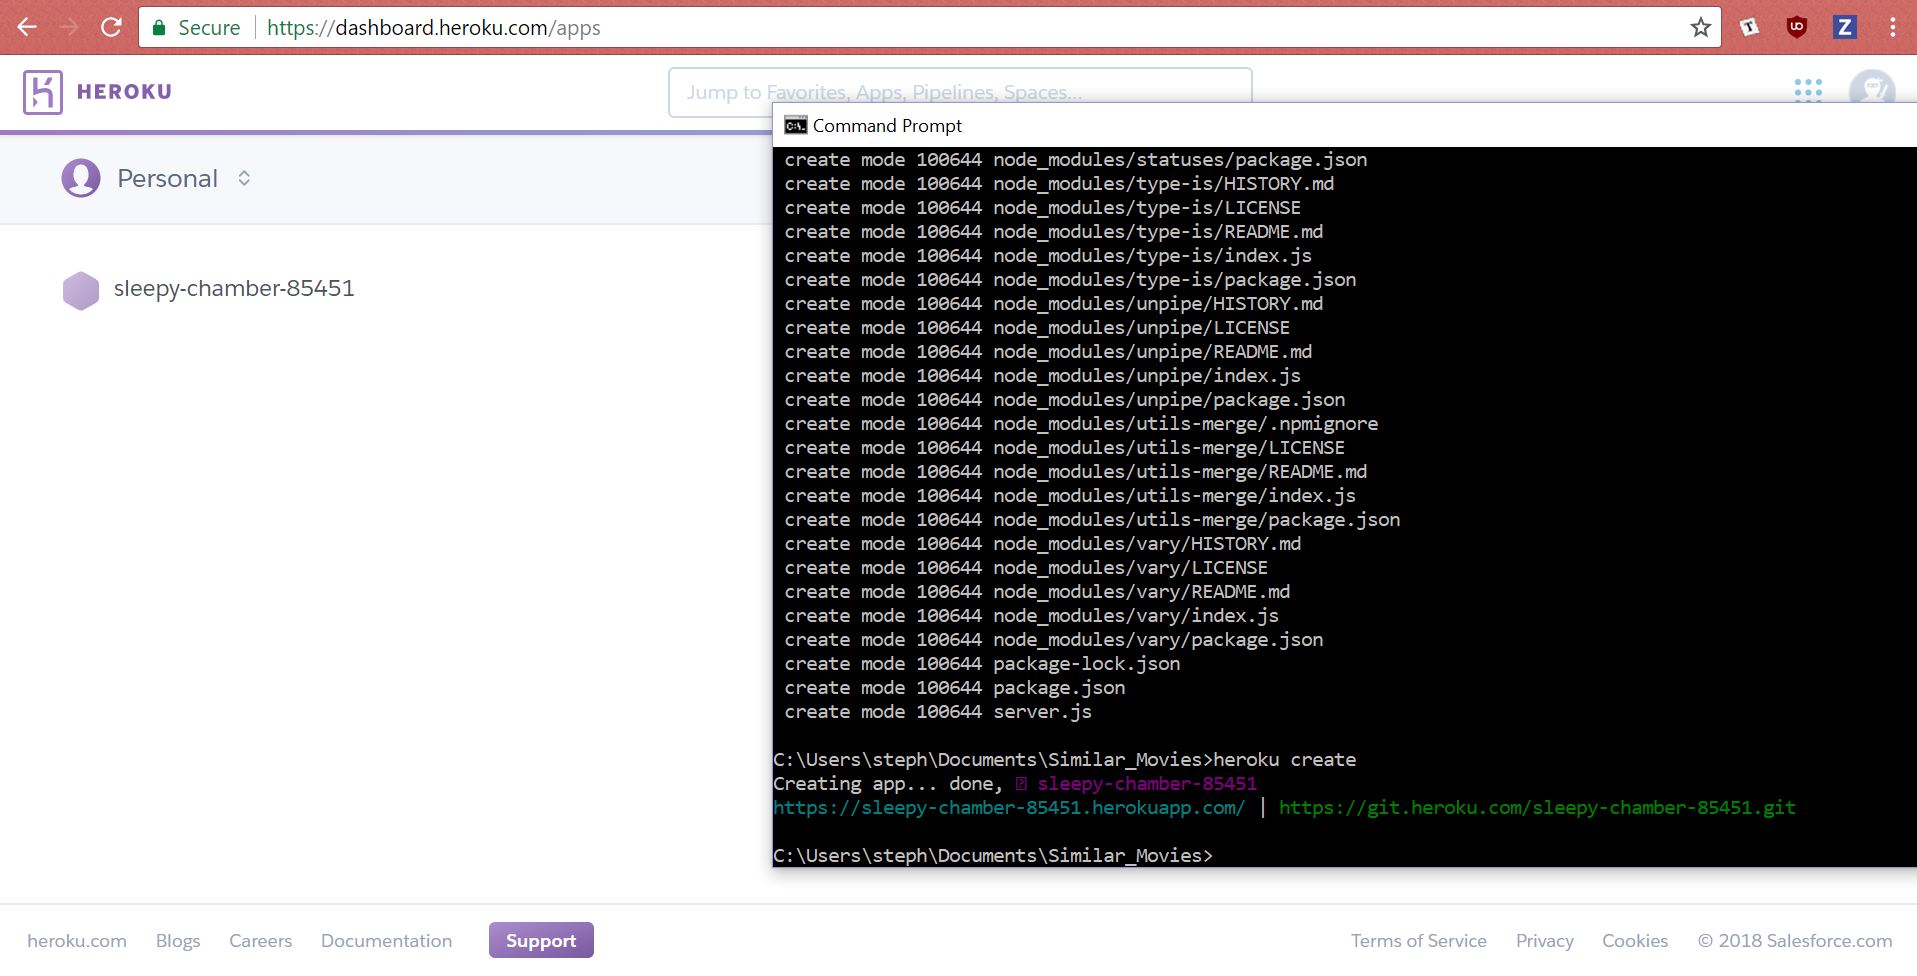 Secure | https://dashboard.heroku.com/apps
HEROKU
Jump to Favorites, Apps, Pipelines, Spaces...
Personal
sleepy-chamber-85451
Command Prompt
create mode 100644 node_modules/statuses/package.json
create mode 100644 node_modules/type-is/HISTORY.md
create mode 100644 node_modules/type-is/LICENSE
create mode 100644 node_modules/type-is/README.md
create mode 100644 node_modules/type-is/index.js
create mode 100644 node_modules/type-is/package.json
create mode 100644 node_modules/unpipe/HISTORY.md
create mode 100644 node_modules/unpipe/LICENSE
create mode 100644 node_modules/unpipe/README.md
create mode 100644 node_modules/unpipe/index.js
create mode 100644 node_modules/unpipe/package.json
create mode 100644 node_modules/utils-merge/.npmignore
create mode 100644 node_modules/utils-merge/LICENSE
create mode 100644 node_modules/utils-merge/README.md
create mode 100644 node_modules/utils-merge/index.js
create mode 100644 node_modules/utils-merge/package.json
create mode 100644 node_modules/vary/HISTORY.md
create mode 100644 node_modules/vary/LICENSE
create mode 100644 node_modules/vary/README.md
create mode 100644 node_modules/vary/index.js
create mode 100644 node_modules/vary/package.json
create mode 100644 package-lock.json
create mode 100644 package.json
create mode 100644 server.js
C:\Users\steph\Documents\Similar_Movies>heroku create
Creating app... done, sleepy-chamber-85451
https://sleepy-chamber-85451.herokuapp.com/ | https://git.heroku.com/sleepy-chamber-85451.git
C:\Users\steph\Documents\Similar_Movies>
heroku.com Blogs Careers Documentation Support Terms of Service Privacy Cookies © 2018 Salesforce.com